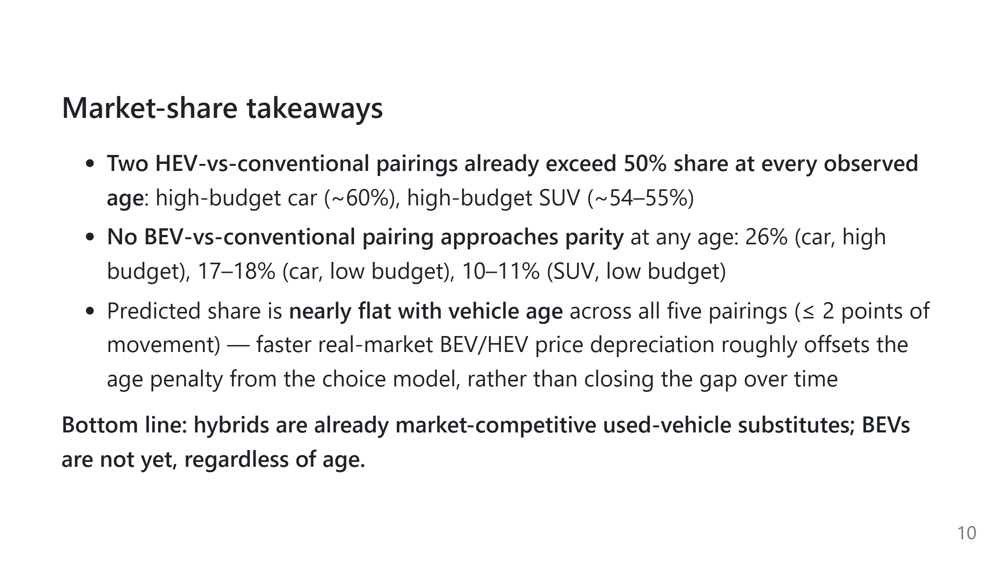 Market-share takeaways
• Two HEV-vs-conventional pairings already exceed 50% share at every observed
age: high-budget car (~60%), high-budget SUV (~54–55%)
• No BEV-vs-conventional pairing approaches parity at any age: 26% (car, high
budget), 17–18% (car, low budget), 10–11% (SUV, low budget)
• Predicted share is nearly flat with vehicle age across all five pairings (≤ 2 points of
movement) — faster real-market BEV/HEV price depreciation roughly offsets the
age penalty from the choice model, rather than closing the gap over time
Bottom line: hybrids are already market-competitive used-vehicle substitutes; BEVs
are not yet, regardless of age.
10